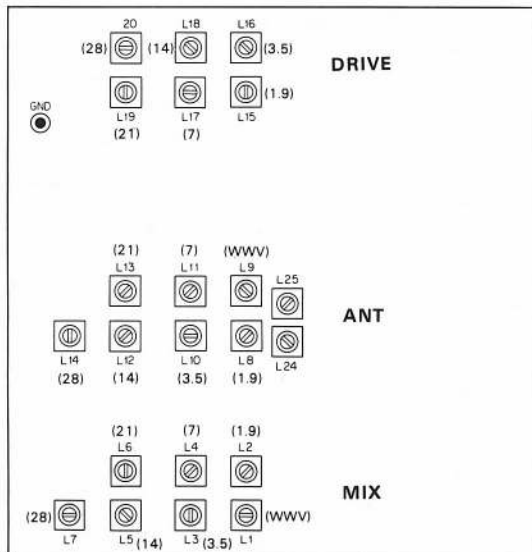 20 L18 L16
(28) (14) (3.5)
DRIVE
GND
(1.9)
L19 L17 L15
(21) (7)
(21) (7) (WWV)
L13 L11 L9
L25
ANT
L14 L12 L10 L8 L24
(28) (14) (3.5) (1.9)
(21) (7) (1.9)
L6 L4 L2
MIX
(28) (WWV)
L7 L5 (14) L3 (3.5) L1